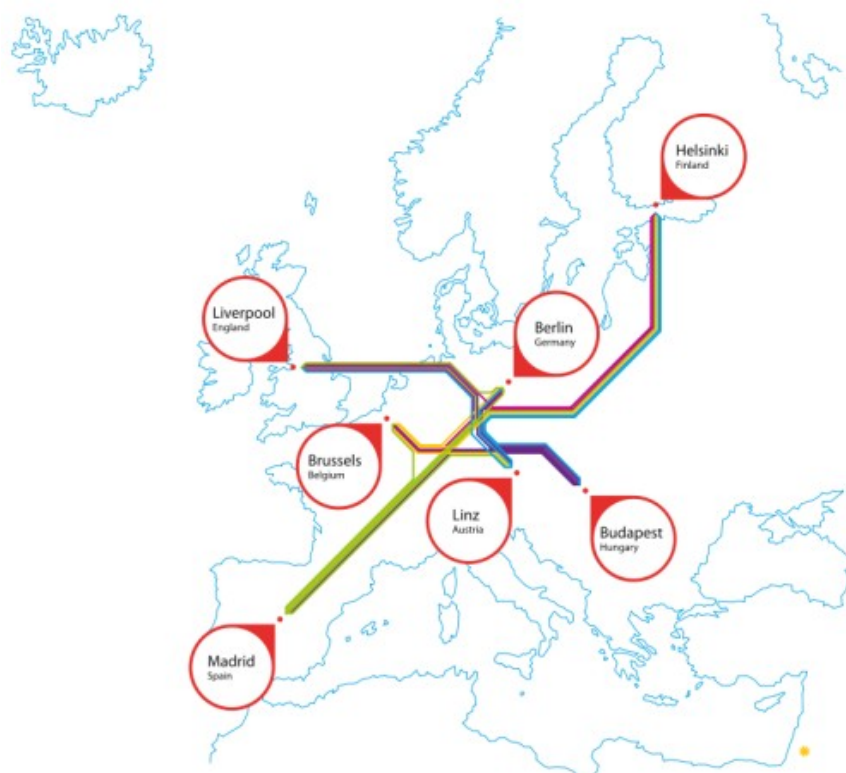 Helsinki
Finland
Liverpool
England
Berlin
Germany
Brussels
Belgium
Linz
Austria
Budapest
Hungary
Madrid
Spain